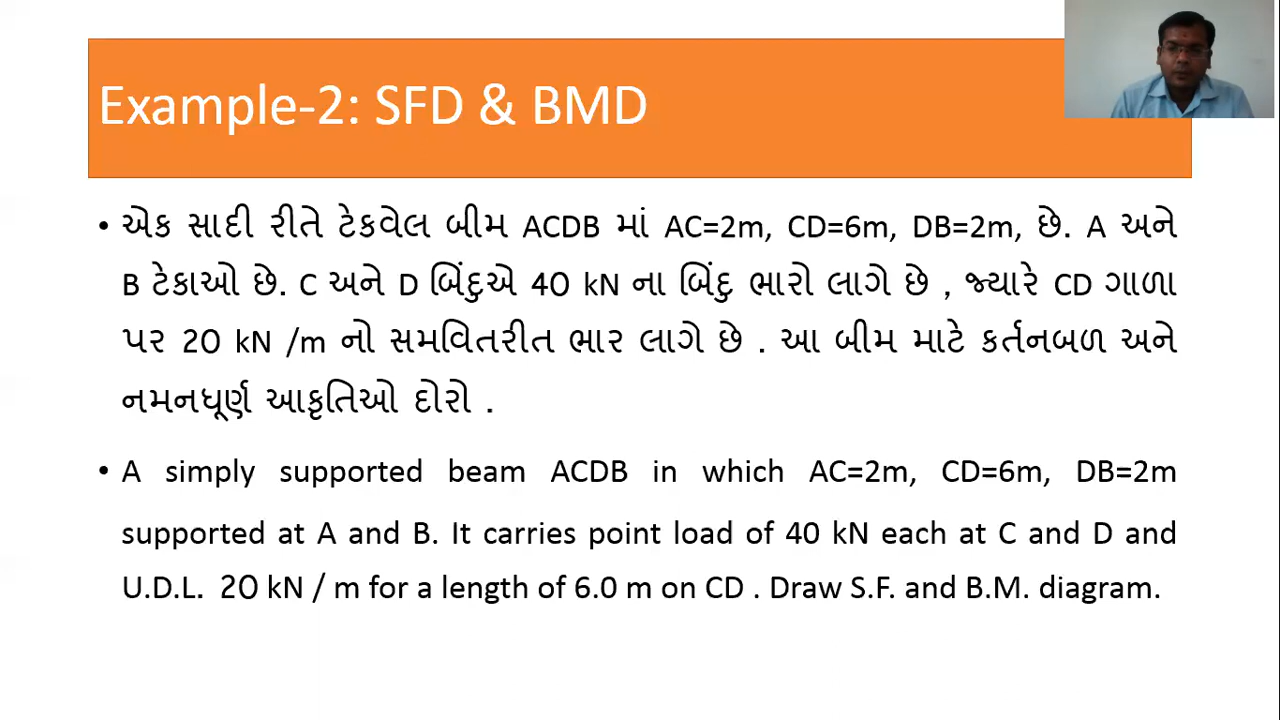 Example-2: SFD & BMD
• એક સાદી રીતે ટેકવેલ બીમ ACDB માં AC=2m, CD=6m, DB=2m, છે. A અને
B ટેકાઓ છે. C અને D બિંદુએ 40 kN ના બિંદુ ભારો લાગે છે , જ્યારે CD ગાળા
પર 20 kN /m નો સમવિતરીત ભાર લાગે છે . આ બીમ માટે કર્તનબળ અને
નમનધૂર્ણ આકૃતિઓ દોરો .
• A simply supported beam ACDB in which AC=2m, CD=6m, DB=2m
supported at A and B. It carries point load of 40 kN each at C and D and
U.D.L. 20 kN / m for a length of 6.0 m on CD . Draw S.F. and B.M. diagram.